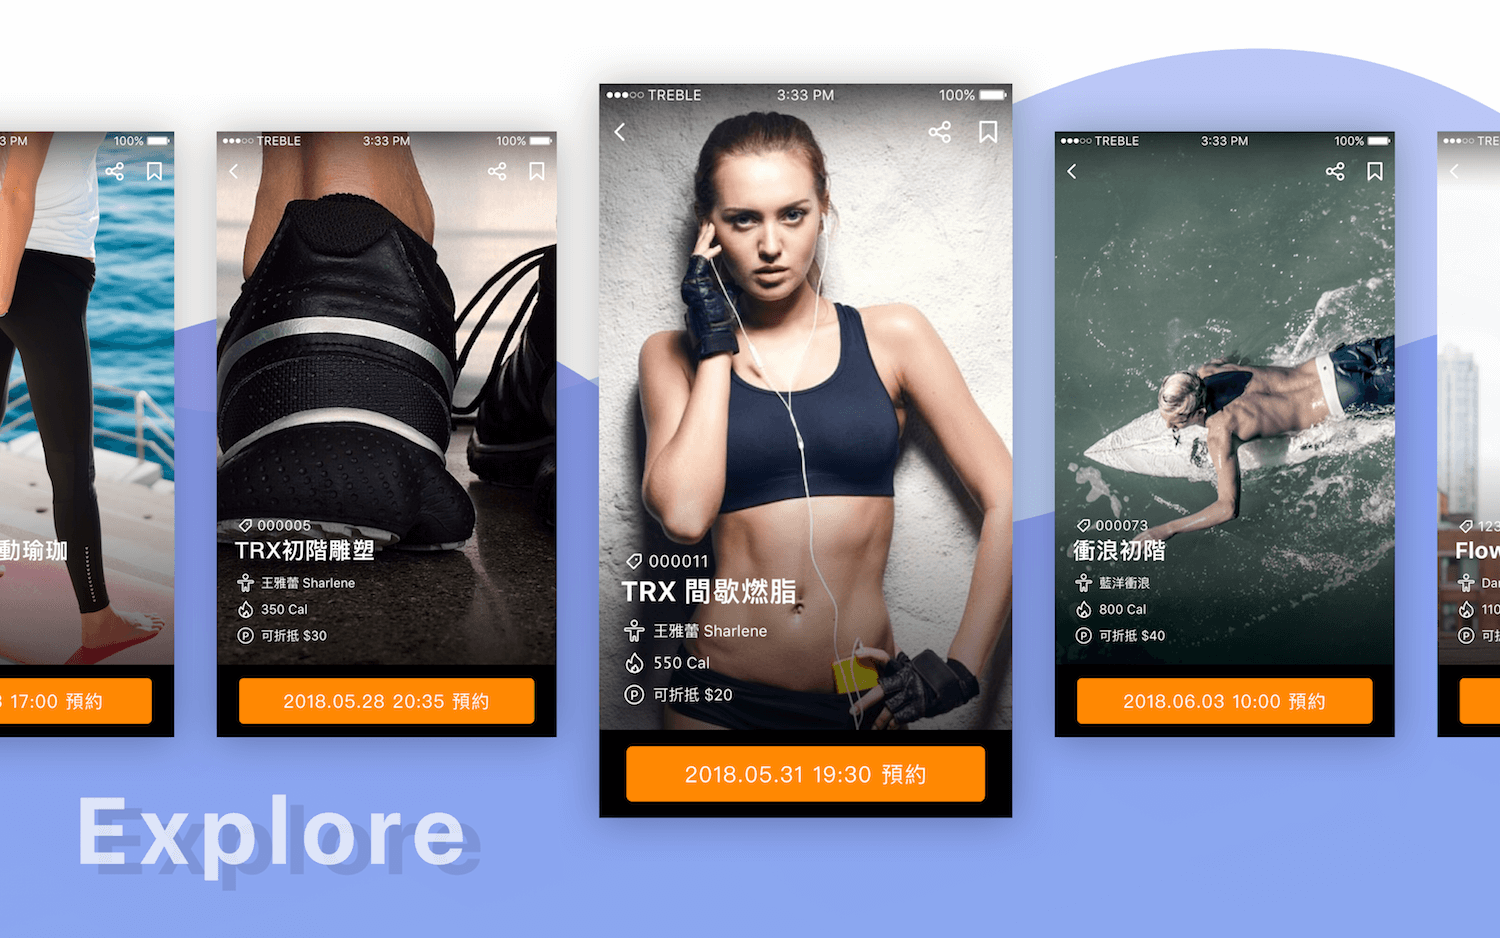 3 PM 100%
動瑜珈
17:00 預約
TREBLE 3:33 PM 100%
000005
TRX初階雕塑
王雅蕾 Sharlene
350 Cal
P 可折抵 $30
2018.05.28 20:35 預約
TREBLE 3:33 PM 100%
000011
TRX 間歇燃脂
王雅蕾 Sharlene
550 Cal
P 可折抵 $20
2018.05.31 19:30 預約
TREBLE 3:33 PM 100%
000073
衝浪初階
藍洋衝浪
800 Cal
P 可折抵 $40
2018.06.03 10:00 預約
TRE
123
Flow
Da
110
P 可
Explore